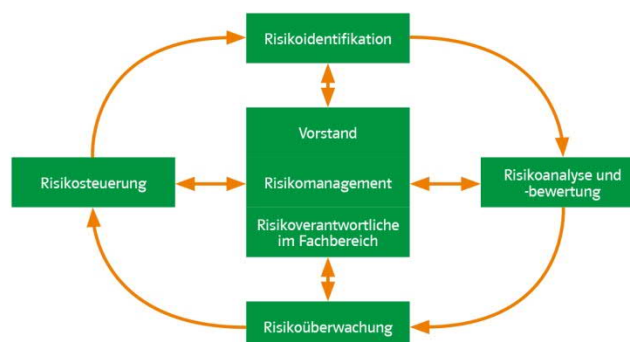 Risikoidentifikation
Vorstand
Risikosteuerung
Risikomanagement
Risikoanalyse und
-bewertung
Risikoverantwortliche
im Fachbereich
Risikoüberwachung